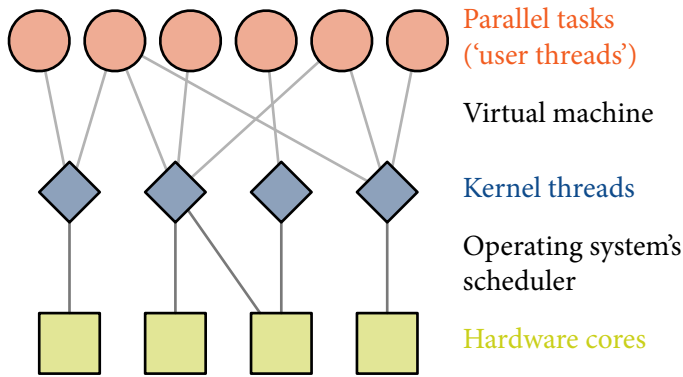 Parallel tasks
(‘user threads’)
Virtual machine
Kernel threads
Operating system’s
scheduler
Hardware cores